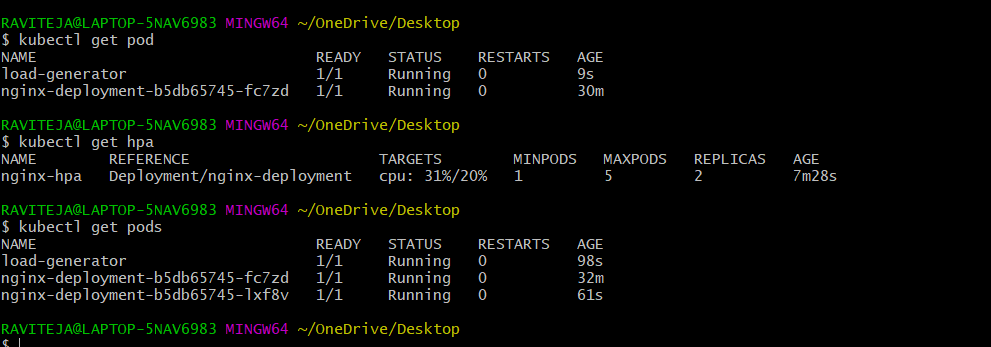 RAVITEJA@LAPTOP-5NAV6983 MINGW64 ~/OneDrive/Desktop
$ kubectl get pod
NAME READY STATUS RESTARTS AGE
load-generator 1/1 Running 0 9s
nginx-deployment-b5db65745-fc7zd 1/1 Running 0 30m
RAVITEJA@LAPTOP-5NAV6983 MINGW64 ~/OneDrive/Desktop
$ kubectl get hpa
NAME REFERENCE TARGETS MINPODS MAXPODS REPLICAS AGE
nginx-hpa Deployment/nginx-deployment cpu: 31%/20% 1 5 2 7m28s
RAVITEJA@LAPTOP-5NAV6983 MINGW64 ~/OneDrive/Desktop
$ kubectl get pods
NAME READY STATUS RESTARTS AGE
load-generator 1/1 Running 0 98s
nginx-deployment-b5db65745-fc7zd 1/1 Running 0 32m
nginx-deployment-b5db65745-lxf8v 1/1 Running 0 61s
RAVITEJA@LAPTOP-5NAV6983 MINGW64 ~/OneDrive/Desktop
$